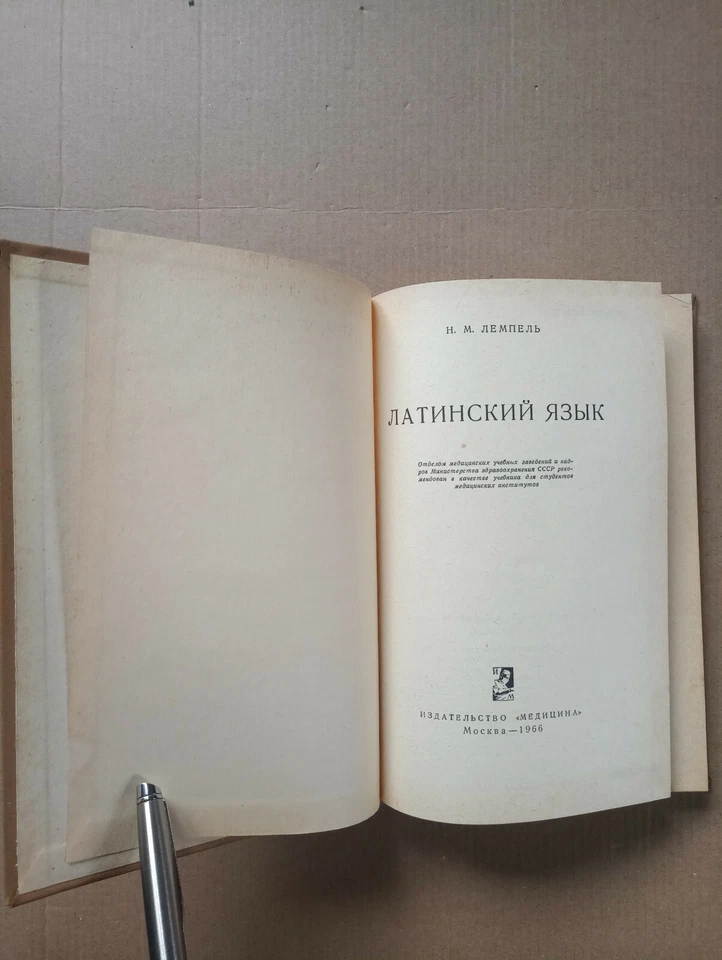 Н. М. ЛЕМПЕЛЬ
ЛАТИНСКИЙ ЯЗЫК
Отделом медицинских учебных заведений и кад-
ров Министерства здравоохранения СССР реко-
мендован в качестве учебника для студентов
медицинских институтов
И
М
ИЗДАТЕЛЬСТВО «МЕДИЦИНА»
Москва—1966